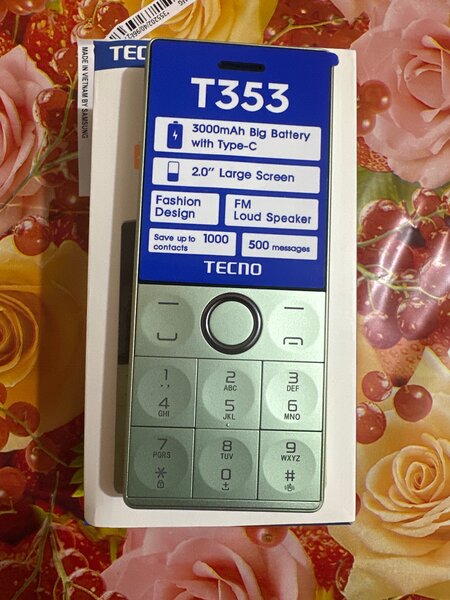 TECNO
MADE IN VIETNAM BY SAMSUNG
T353
3000mAh Big Battery
with Type-C
2.0” Large Screen
Fashion
Design
FM
Loud Speaker
Save up to 1000
contacts
500 messages
TECNO
1 .,
2 ABC
3 DEF
4 GHI
5 JKL
6 MNO
7 PQRS
8 TUV
9 WXYZ
*
0
#